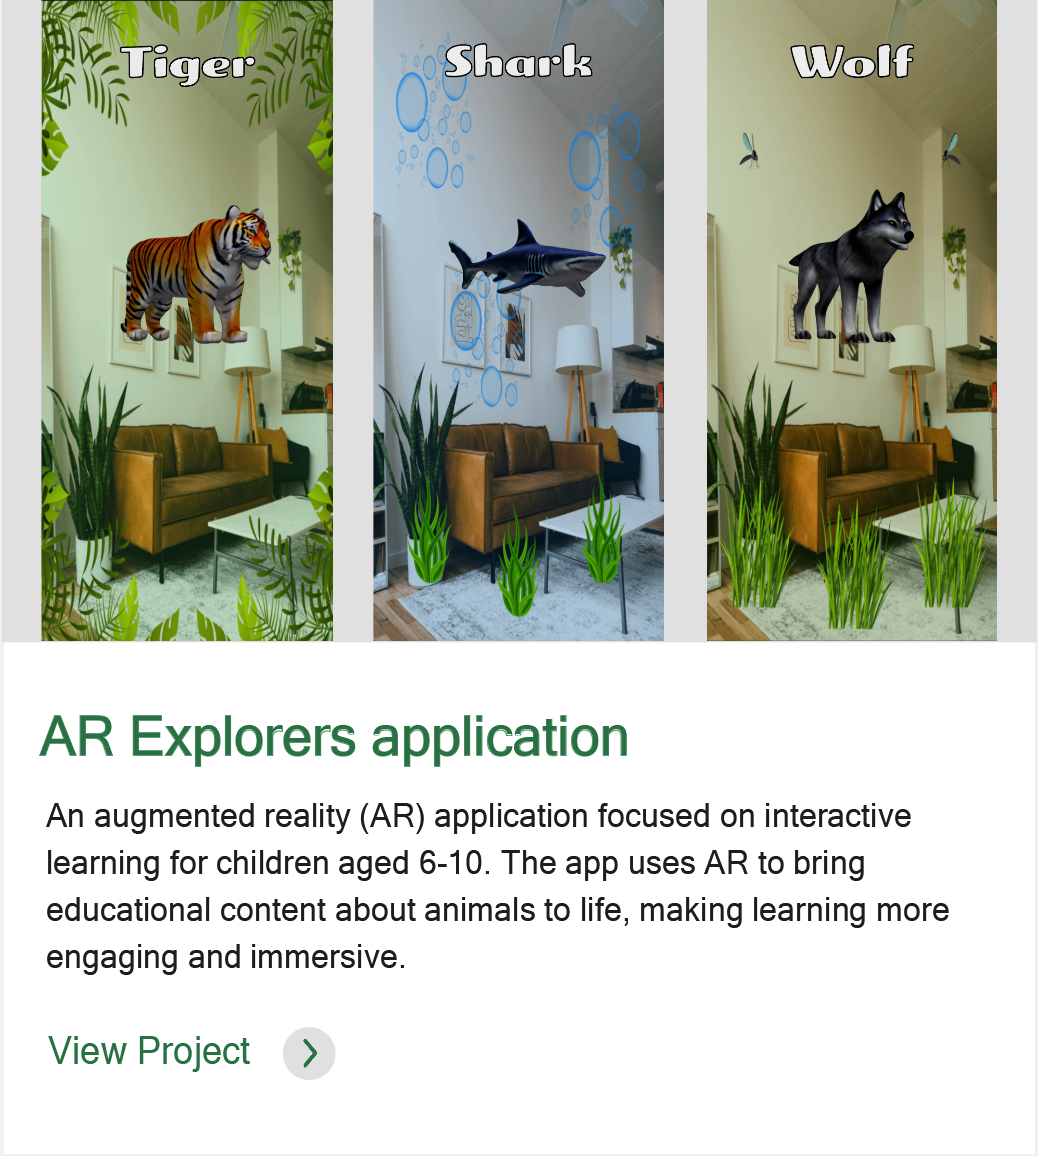 Tiger
Shark
Wolf
AR Explorers application
An augmented reality (AR) application focused on interactive
learning for children aged 6-10. The app uses AR to bring
educational content about animals to life, making learning more
engaging and immersive.
View Project